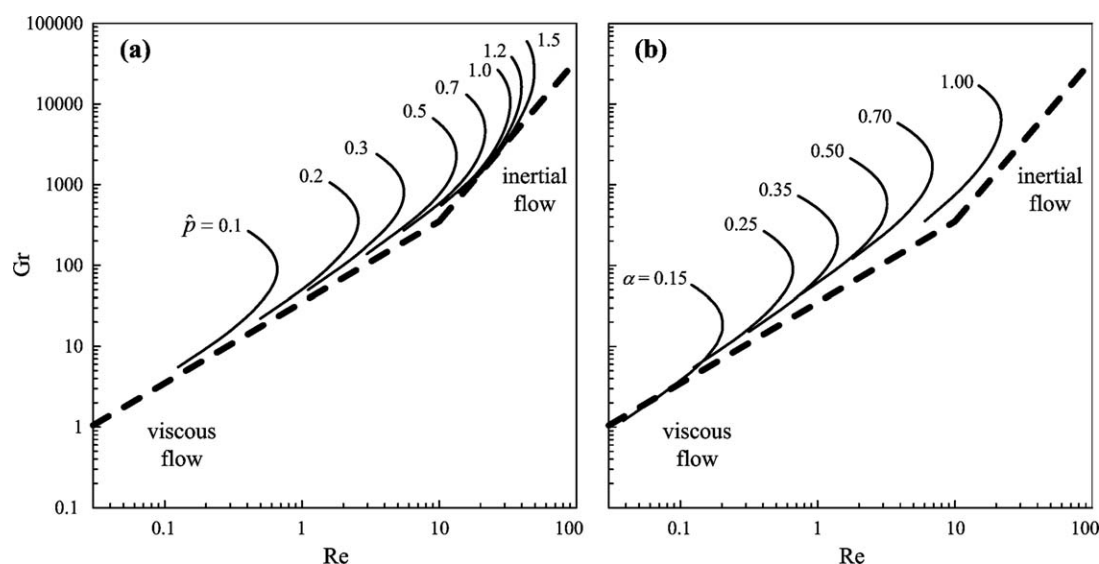 (a)
(b)
100000
10000
1000
100
10
1
0.1
Gr
1.5
1.2
1.0
0.7
0.5
0.3
0.2
p̂ = 0.1
inertial
flow
viscous
flow
0.1
1
10
100
Re
1.00
0.70
0.50
0.35
0.25
α = 0.15
inertial
flow
viscous
flow
0.1
1
10
100
Re